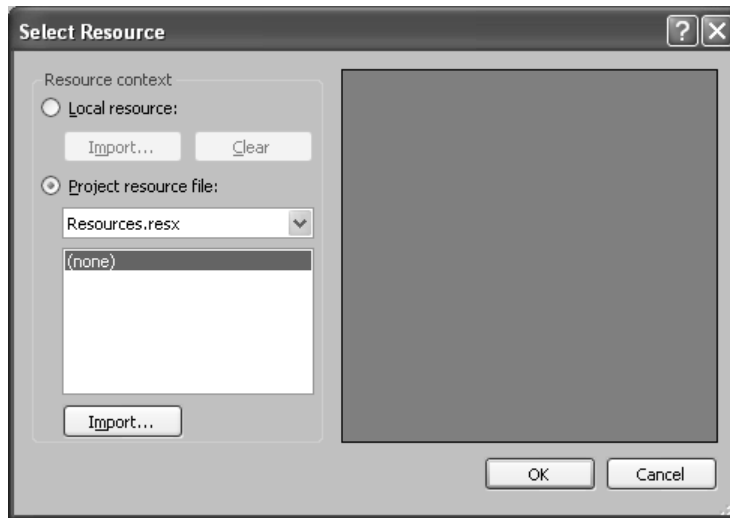 Select Resource
Resource context
Local resource:
Import... Clear
Project resource file:
Resources.resx
(none)
Import...
OK Cancel